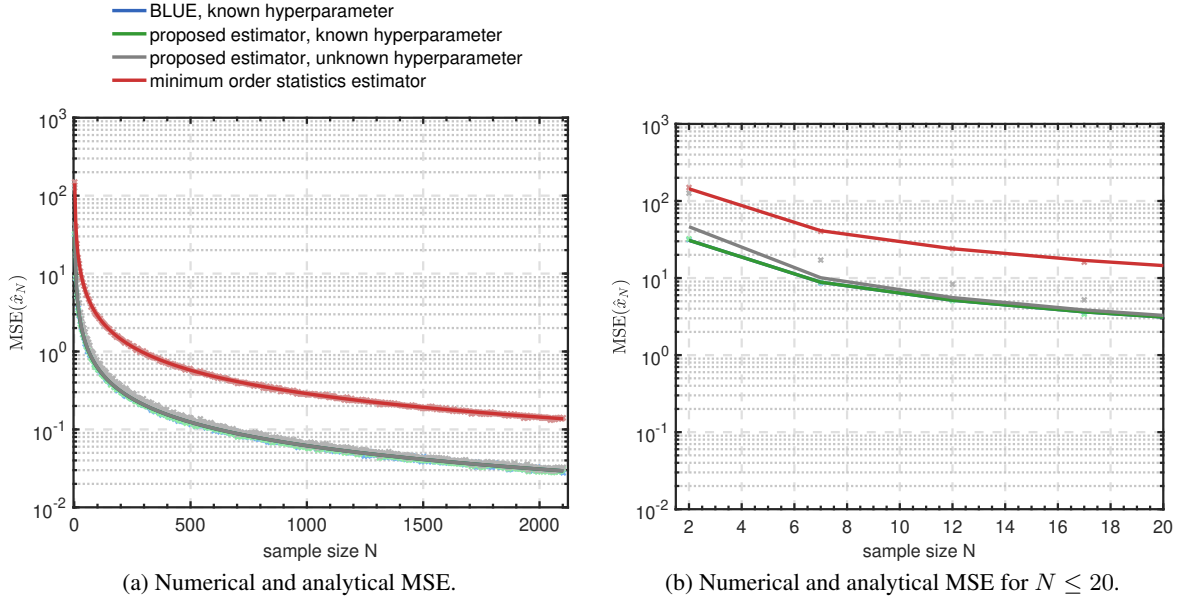 BLUE, known hyperparameter
proposed estimator, known hyperparameter
proposed estimator, unknown hyperparameter
minimum order statistics estimator
10^3
10^2
10^1
10^0
10^-1
10^-2
MSE(x̂_N)
0 500 1000 1500 2000
sample size N
(a) Numerical and analytical MSE.
10^3
10^2
10^1
10^0
10^-1
10^-2
MSE(x̂_N)
2 4 6 8 10 12 14 16 18 20
sample size N
(b) Numerical and analytical MSE for N ≤ 20.